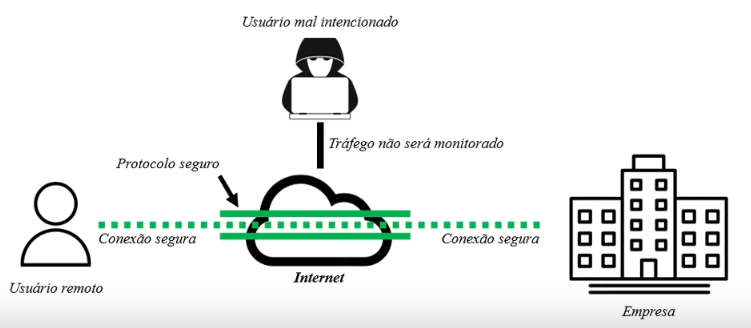 Usuário mal intencionado
Tráfego não será monitorado
Protocolo seguro
Conexão segura
Conexão segura
Internet
Usuário remoto
Empresa